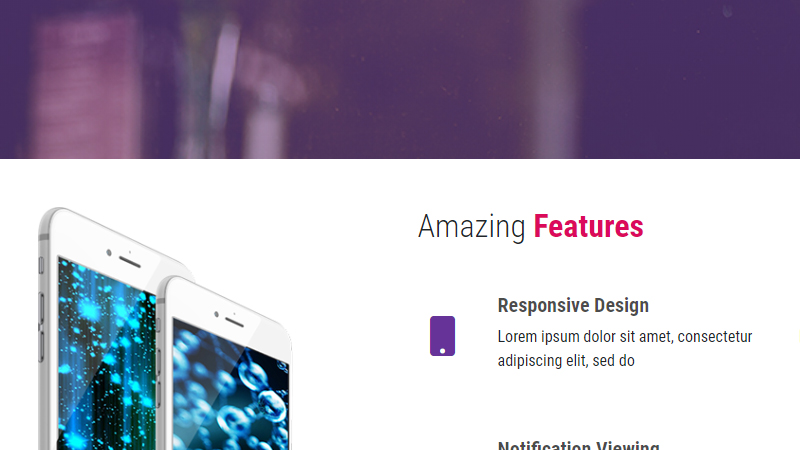 Amazing Features
Responsive Design
Lorem ipsum dolor sit amet, consectetur
adipiscing elit, sed do
Notification Viewing